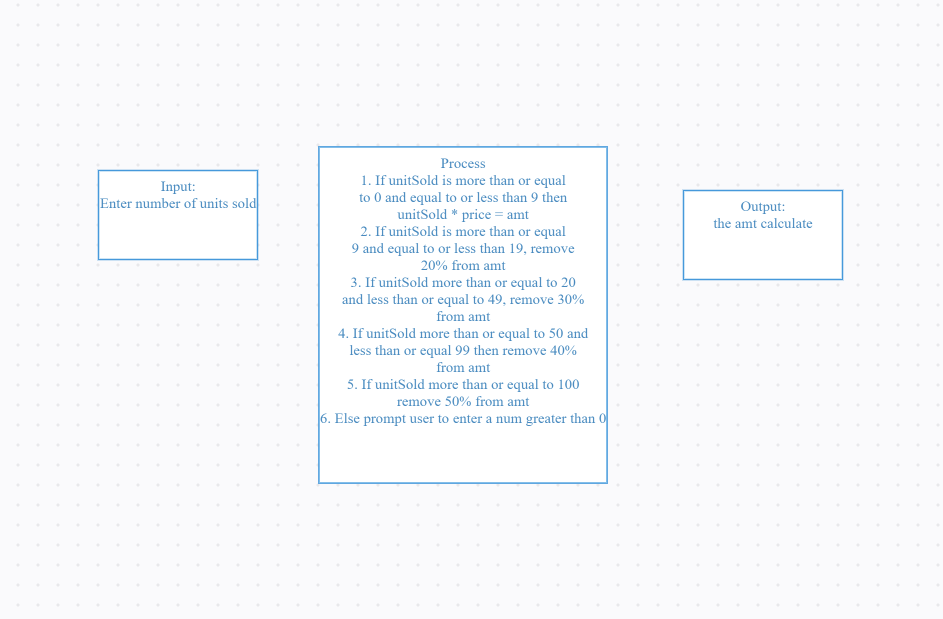 Input:
Enter number of units sold
Process
1. If unitSold is more than or equal
to 0 and equal to or less than 9 then
unitSold * price = amt
2. If unitSold is more than or equal
9 and equal to or less than 19, remove
20% from amt
3. If unitSold more than or equal to 20
and less than or equal to 49, remove 30%
from amt
4. If unitSold more than or equal to 50 and
less than or equal 99 then remove 40%
from amt
5. If unitSold more than or equal to 100
remove 50% from amt
6. Else prompt user to enter a num greater than 0
Output:
the amt calculate